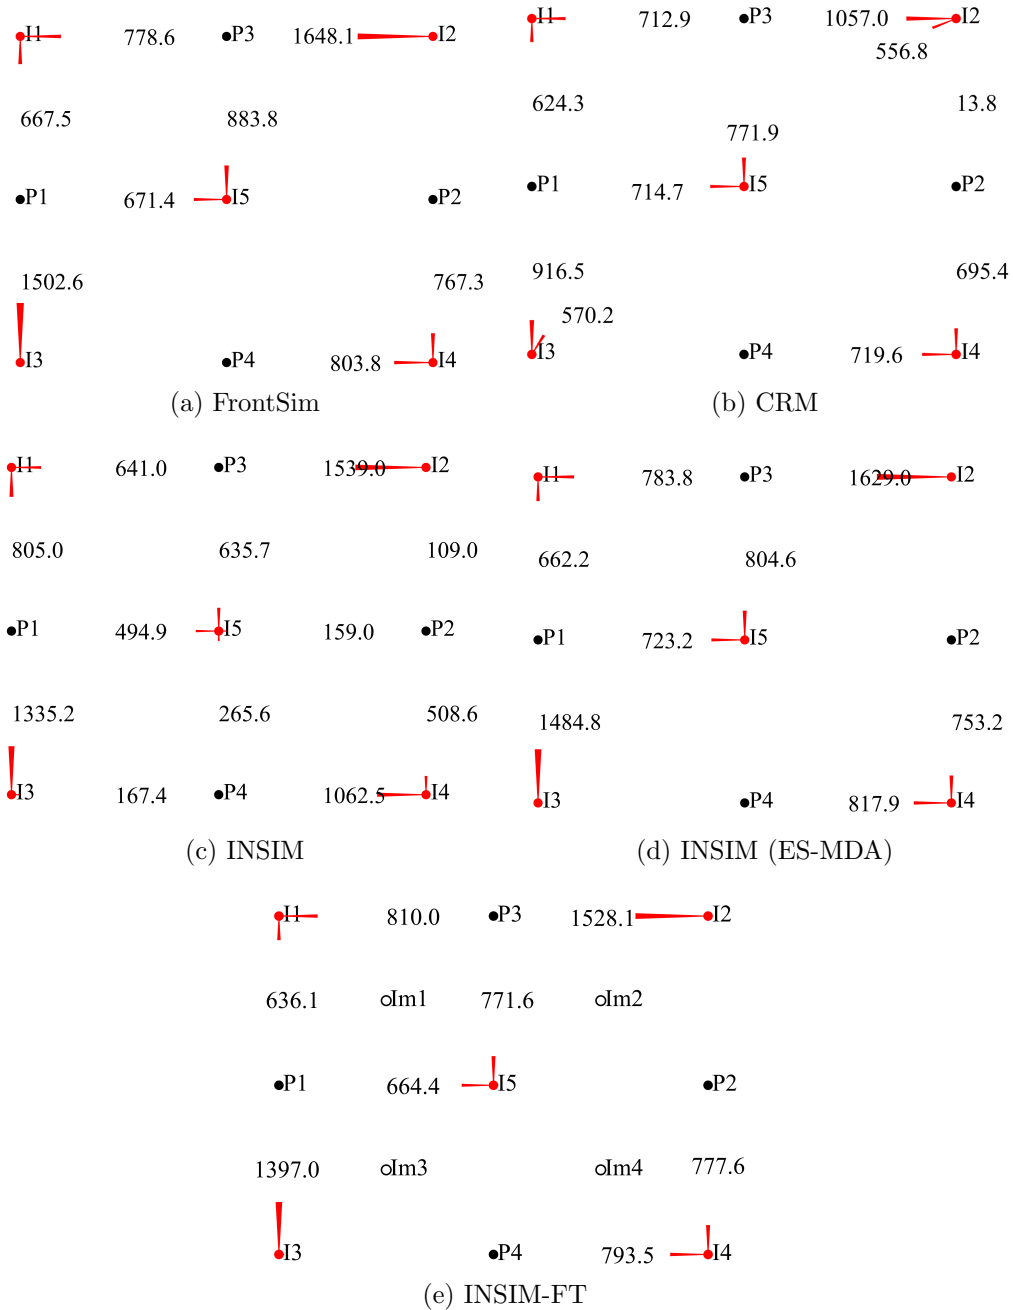 I1 778.6 P3 1648.1 I2
667.5 883.8
P1 671.4 I5 P2
1502.6 767.3
I3 P4 803.8 I4
(a) FrontSim
I1 712.9 P3 1057.0 I2
556.8
624.3 13.8
771.9
P1 714.7 I5 P2
916.5 695.4
570.2
I3 P4 719.6 I4
(b) CRM
I1 641.0 P3 1539.0 I2
805.0 635.7 109.0
P1 494.9 I5 159.0 P2
1335.2 265.6 508.6
I3 167.4 P4 1062.5 I4
(c) INSIM
I1 783.8 P3 1629.0 I2
662.2 804.6
P1 723.2 I5 P2
1484.8 753.2
I3 P4 817.9 I4
(d) INSIM (ES-MDA)
I1 810.0 P3 1528.1 I2
636.1 Im1 771.6 Im2
P1 664.4 I5 P2
1397.0 Im3 Im4 777.6
I3 P4 793.5 I4
(e) INSIM-FT